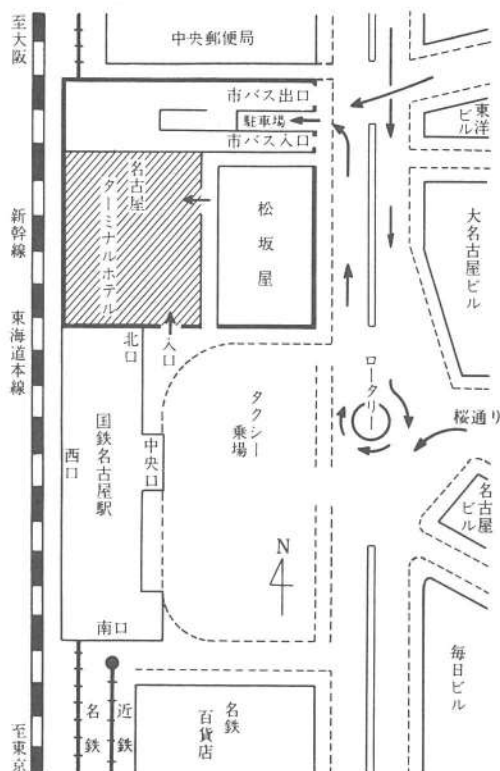 至大阪
新幹線
東海道本線
至東京
中央郵便局
市バス出口
駐車場
市バス入口
名古屋
ターミナルホテル
松坂屋
東洋
ビル
大名古屋ビル
北口
入口
ロータリー
桜通り
タクシー
乗場
国鉄名古屋駅
西口
中央口
名古屋
ビル
N
南口
毎日ビル
名鉄
近鉄
名鉄
百貨店